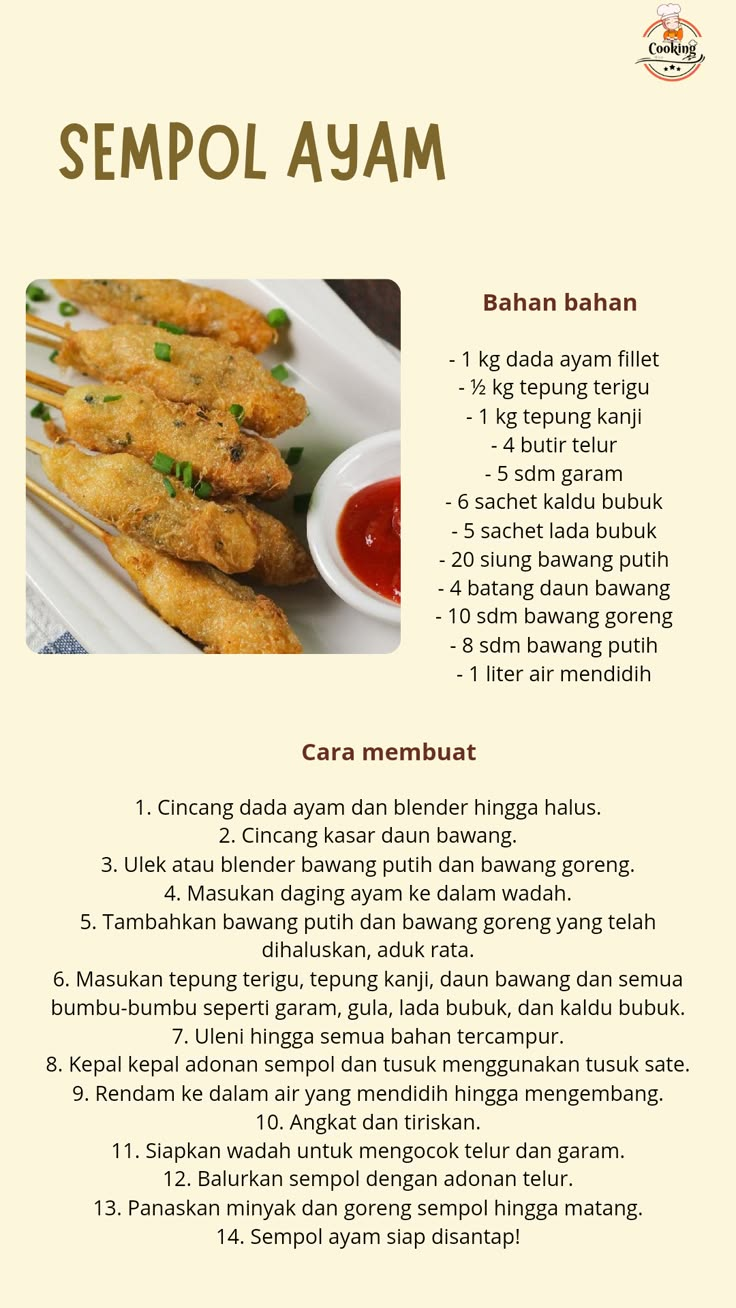 Cooking
SEMPOL AYAM
Bahan bahan
- 1 kg dada ayam fillet
- ½ kg tepung terigu
- 1 kg tepung kanji
- 4 butir telur
- 5 sdm garam
- 6 sachet kaldu bubuk
- 5 sachet lada bubuk
- 20 siung bawang putih
- 4 batang daun bawang
- 10 sdm bawang goreng
- 8 sdm bawang putih
- 1 liter air mendidih
Cara membuat
1. Cincang dada ayam dan blender hingga halus.
2. Cincang kasar daun bawang.
3. Ulek atau blender bawang putih dan bawang goreng.
4. Masukan daging ayam ke dalam wadah.
5. Tambahkan bawang putih dan bawang goreng yang telah
dihaluskan, aduk rata.
6. Masukan tepung terigu, tepung kanji, daun bawang dan semua
bumbu-bumbu seperti garam, gula, lada bubuk, dan kaldu bubuk.
7. Uleni hingga semua bahan tercampur.
8. Kepal kepal adonan sempol dan tusuk menggunakan tusuk sate.
9. Rendam ke dalam air yang mendidih hingga mengembang.
10. Angkat dan tiriskan.
11. Siapkan wadah untuk mengocok telur dan garam.
12. Balurkan sempol dengan adonan telur.
13. Panaskan minyak dan goreng sempol hingga matang.
14. Sempol ayam siap disantap!